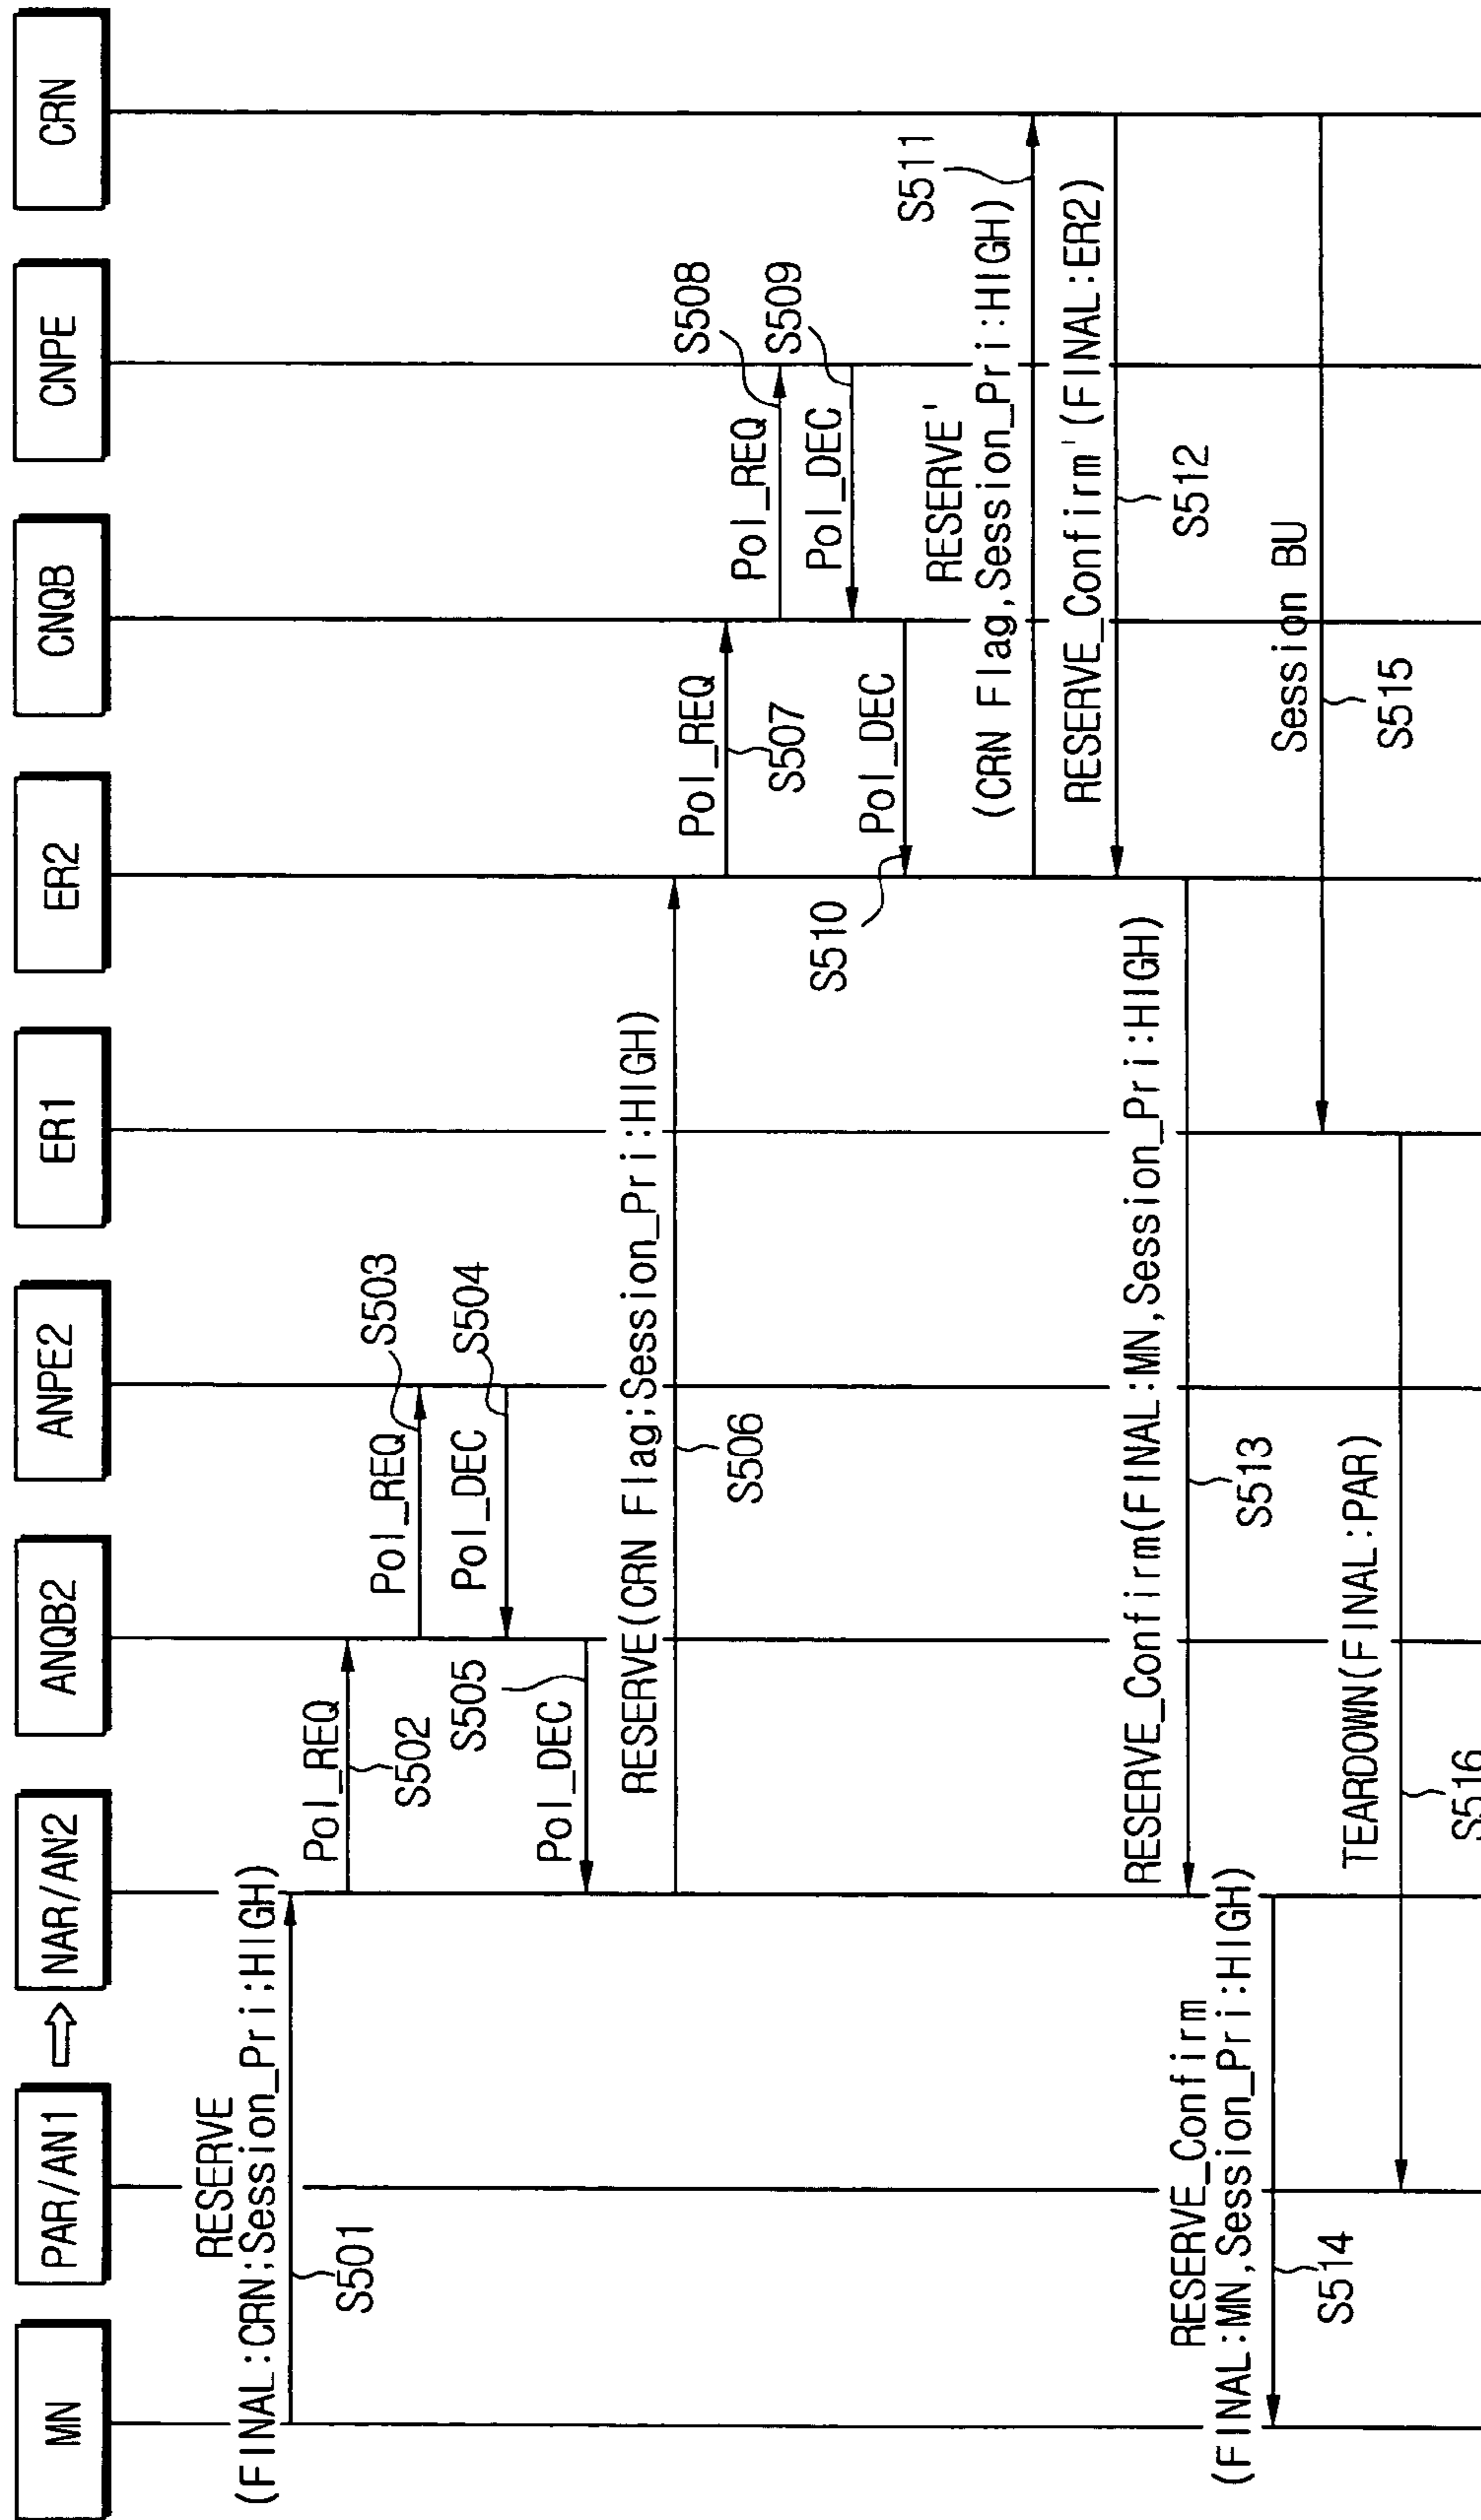 MN
PAR/AN1
NAR/AN2
ANQB2
ANPE2
ER1
ER2
CNQB
CNPE
CRN
RESERVE
(FINAL:CRN;Session_Pri:HIGH)
S501
Pol_REQ
S502
Pol_REQ
S503
Pol_DEC
S504
Pol_DEC
S505
RESERVE(CRN Flag;Session_Pri:HIGH)
S506
Pol_REQ
S507
Pol_REQ
S508
Pol_DEC
S509
Pol_DEC
S510
RESERVE'
(CRN Flag,Session_Pri:HIGH)
S511
RESERVE_Confirm'(FINAL:ER2)
S512
RESERVE_Confirm(FINAL:MN,Session_Pri:HIGH)
S513
RESERVE_Confirm
(FINAL:MN,Session_Pri:HIGH)
S514
Session BU
S515
TEARDOWN(FINAL:PAR)
S516